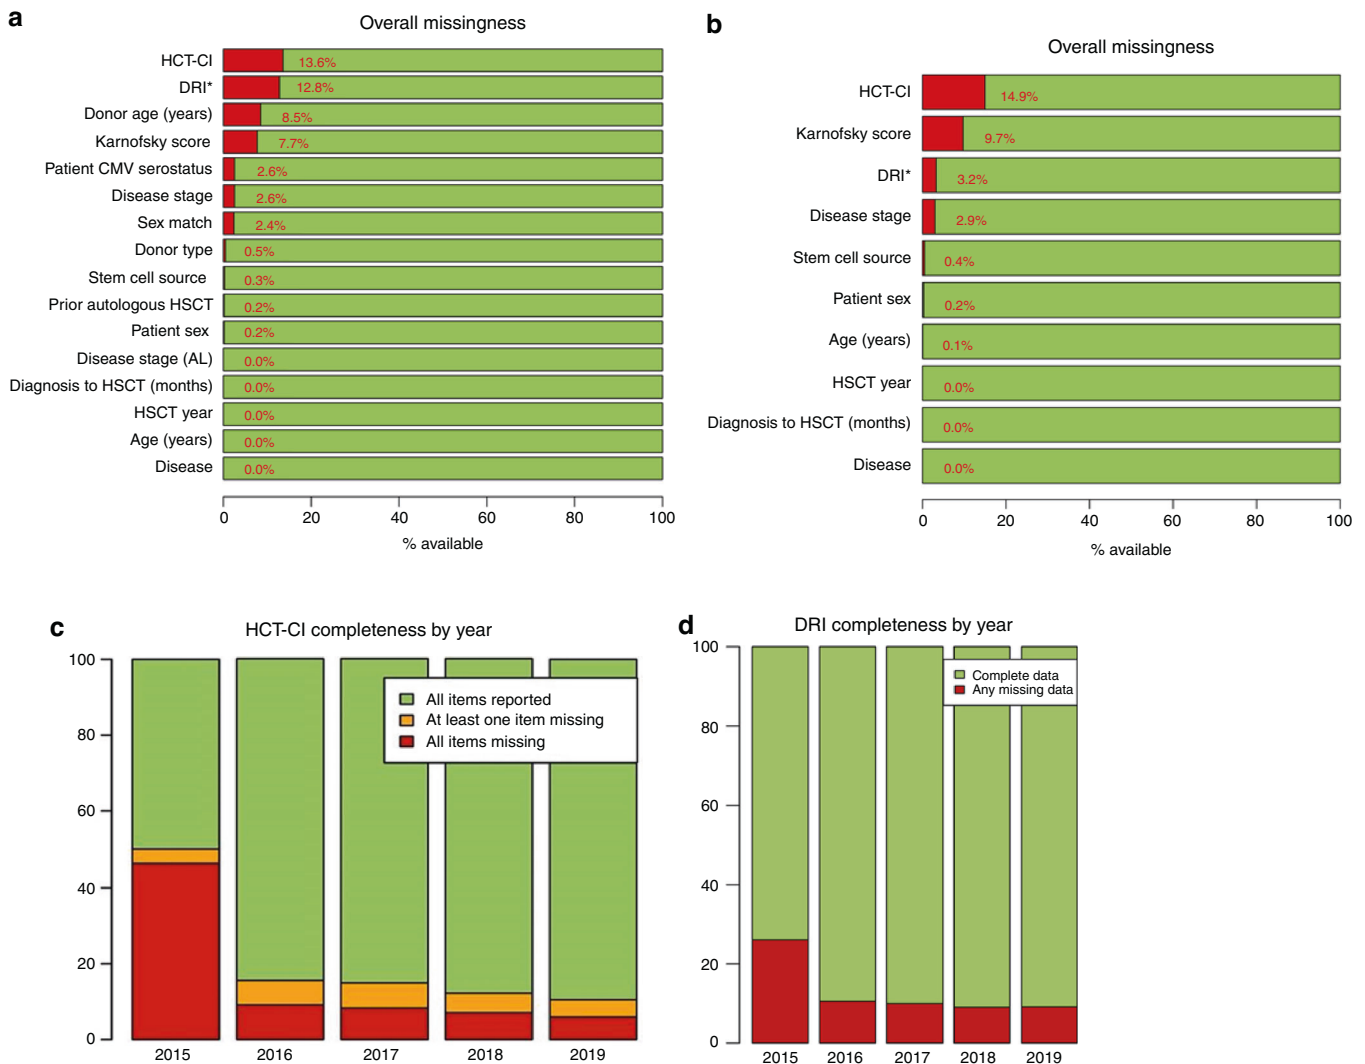 a
Overall missingness
HCT-CI
13.6%
DRI*
12.8%
Donor age (years)
8.5%
Karnofsky score
7.7%
Patient CMV serostatus
2.6%
Disease stage
2.6%
Sex match
2.4%
Donor type
0.5%
Stem cell source
0.3%
Prior autologous HSCT
0.2%
Patient sex
0.2%
Disease stage (AL)
0.0%
Diagnosis to HSCT (months)
0.0%
HSCT year
0.0%
Age (years)
0.0%
Disease
0.0%
0 20 40 60 80 100
% available
b
Overall missingness
HCT-CI
14.9%
Karnofsky score
9.7%
DRI*
3.2%
Disease stage
2.9%
Stem cell source
0.4%
Patient sex
0.2%
Age (years)
0.1%
HSCT year
0.0%
Diagnosis to HSCT (months)
0.0%
Disease
0.0%
0 20 40 60 80 100
% available
c
HCT-CI completeness by year
100
80
60
40
20
0
All items reported
At least one item missing
All items missing
2015 2016 2017 2018 2019
d
DRI completeness by year
100
80
60
40
20
0
Complete data
Any missing data
2015 2016 2017 2018 2019